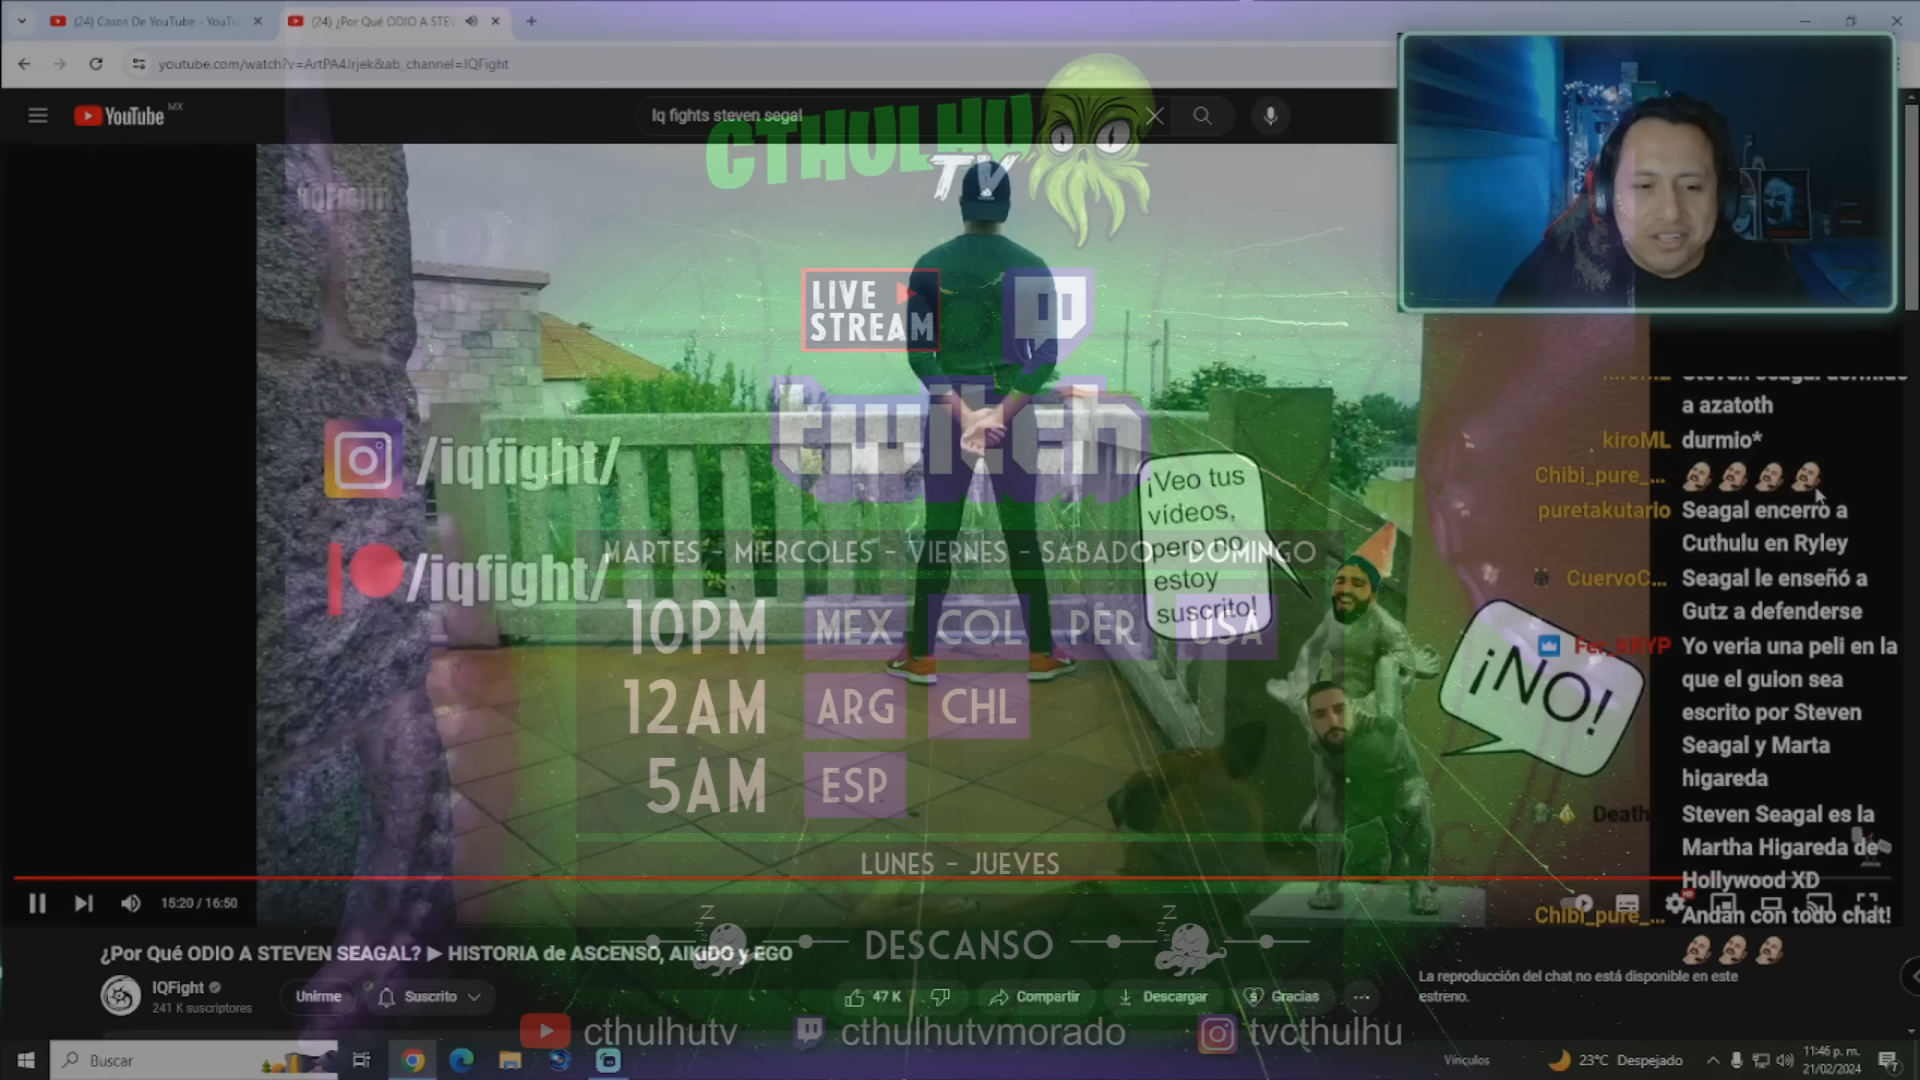 (24) Casos De YouTube - YouTu
(24) ¿Por Qué ODIO A STEV
youtube.com/watch?v=ArtPA4Jrjek&ab_channel=IQFight
YouTube MX
Iq fights steven segal
IQFIGHT
CTHULHU
TV
LIVE
STREAM
twitch
/iqfight/
/iqfight/
¡Veo tus
vídeos,
pero no
estoy
suscrito!
¡NO!
MARTES - MIERCOLES - VIERNES - SABADO - DOMINGO
10PM MEX COL PER USA
12AM ARG CHL
5AM ESP
LUNES - JUEVES
DESCANSO
a azatoth
kiroML durmio*
Chibi_pure_...
puretakutario Seagal encerro a
Cuthulu en Ryley
CuervoC... Seagal le enseñó a
Gutz a defenderse
Fer_KRYP Yo veria una peli en la
que el guion sea
escrito por Steven
Seagal y Marta
higareda
Death Steven Seagal es la
Martha Higareda de
Hollywood XD
Chibi_pure_... Andan con todo chat!
15:20 / 16:50
¿Por Qué ODIO A STEVEN SEAGAL? ▶ HISTORIA de ASCENSO, AIKIDO y EGO
IQFight
241 K suscriptores
Unirme
Suscrito
47 K
Compartir
Descargar
Gracias
La reproducción del chat no está disponible en este
estreno.
cthulhutv
cthulhutvmorado
tvcthulhu
Buscar
Vínculos
23°C Despejado
11:46 p. m.
21/02/2024